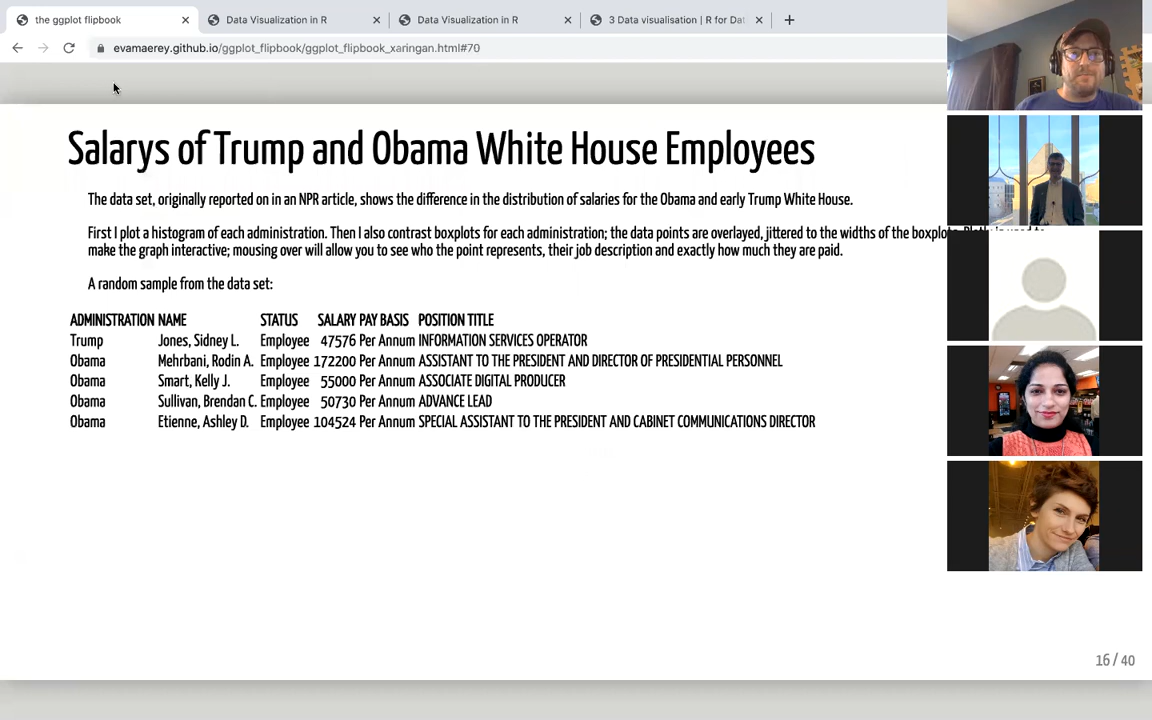 the ggplot flipbook
Data Visualization in R
Data Visualization in R
3 Data visualisation | R for Dat
evamaerey.github.io/ggplot_flipbook/ggplot_flipbook_xaringan.html#70
Salarys of Trump and Obama White House Employees
The data set, originally reported on in an NPR article, shows the difference in the distribution of salaries for the Obama and early Trump White House.
First I plot a histogram of each administration. Then I also contrast boxplots for each administration; the data points are overlayed, jittered to the widths of the
make the graph interactive; mousing over will allow you to see who the point represents, their job description and exactly how much they are paid.
A random sample from the data set:
ADMINISTRATION NAME STATUS SALARY PAY BASIS POSITION TITLE
Trump Jones, Sidney L. Employee 47576 Per Annum INFORMATION SERVICES OPERATOR
Obama Mehrbani, Rodin A. Employee 172200 Per Annum ASSISTANT TO THE PRESIDENT AND DIRECTOR OF PRESIDENTIAL PERSONNEL
Obama Smart, Kelly J. Employee 55000 Per Annum ASSOCIATE DIGITAL PRODUCER
Obama Sullivan, Brendan C. Employee 50730 Per Annum ADVANCE LEAD
Obama Etienne, Ashley D. Employee 104524 Per Annum SPECIAL ASSISTANT TO THE PRESIDENT AND CABINET COMMUNICATIONS DIRECTOR
16 / 40